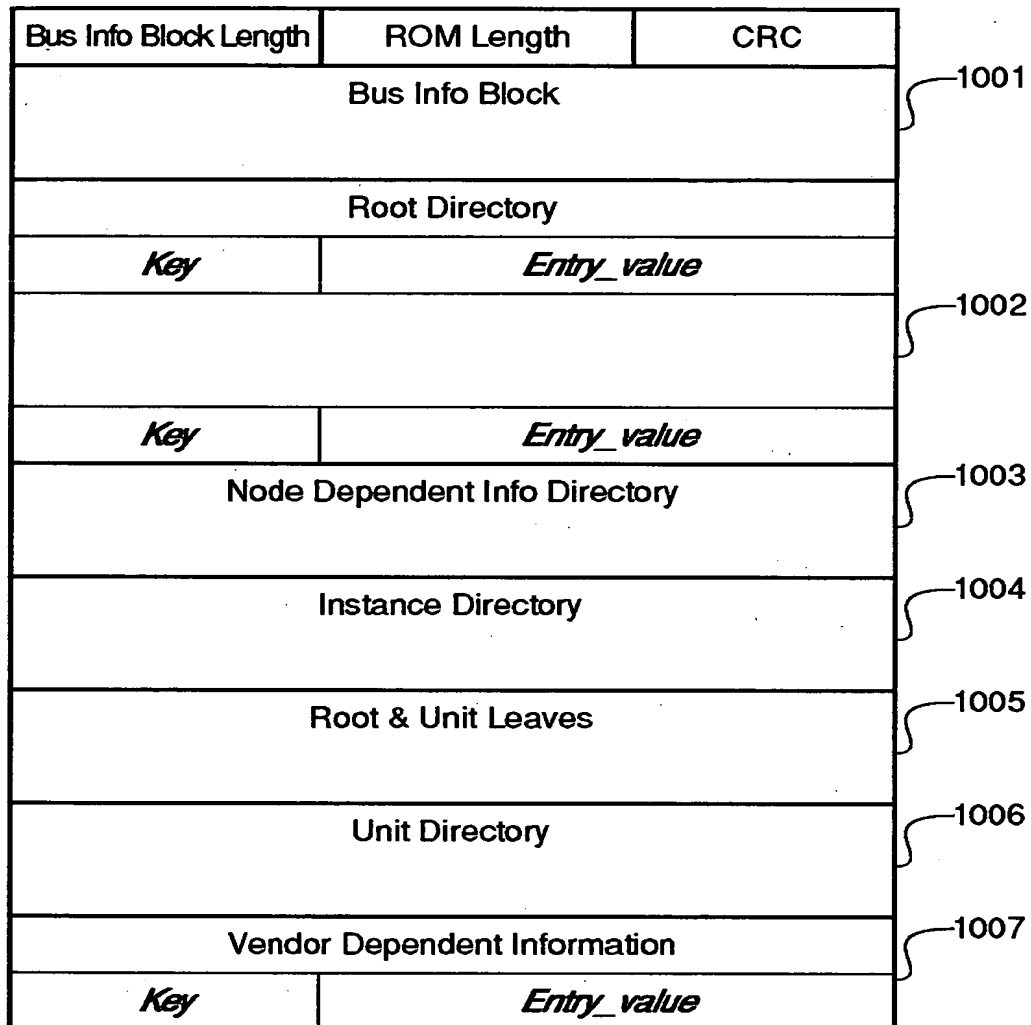 Bus Info Block Length ROM Length CRC
Bus Info Block
1001
Root Directory
Key Entry_value
1002
Key Entry_value
Node Dependent Info Directory
1003
Instance Directory
1004
Root & Unit Leaves
1005
Unit Directory
1006
Vendor Dependent Information
1007
Key Entry_value